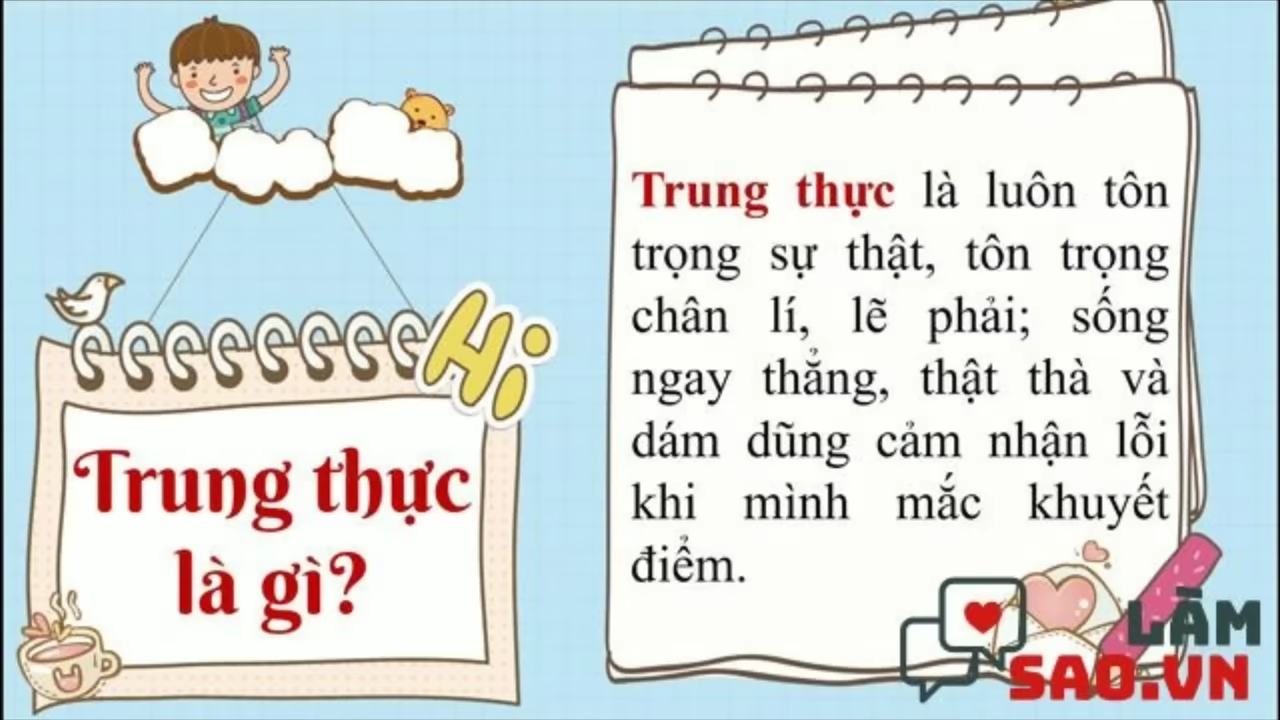 Hi
Trung thực
là gì?
Trung thực là luôn tôn
trọng sự thật, tôn trọng
chân lí, lẽ phải; sống
ngay thẳng, thật thà và
dám dũng cảm nhận lỗi
khi mình mắc khuyết
điểm.
LÀM
SAO.VN